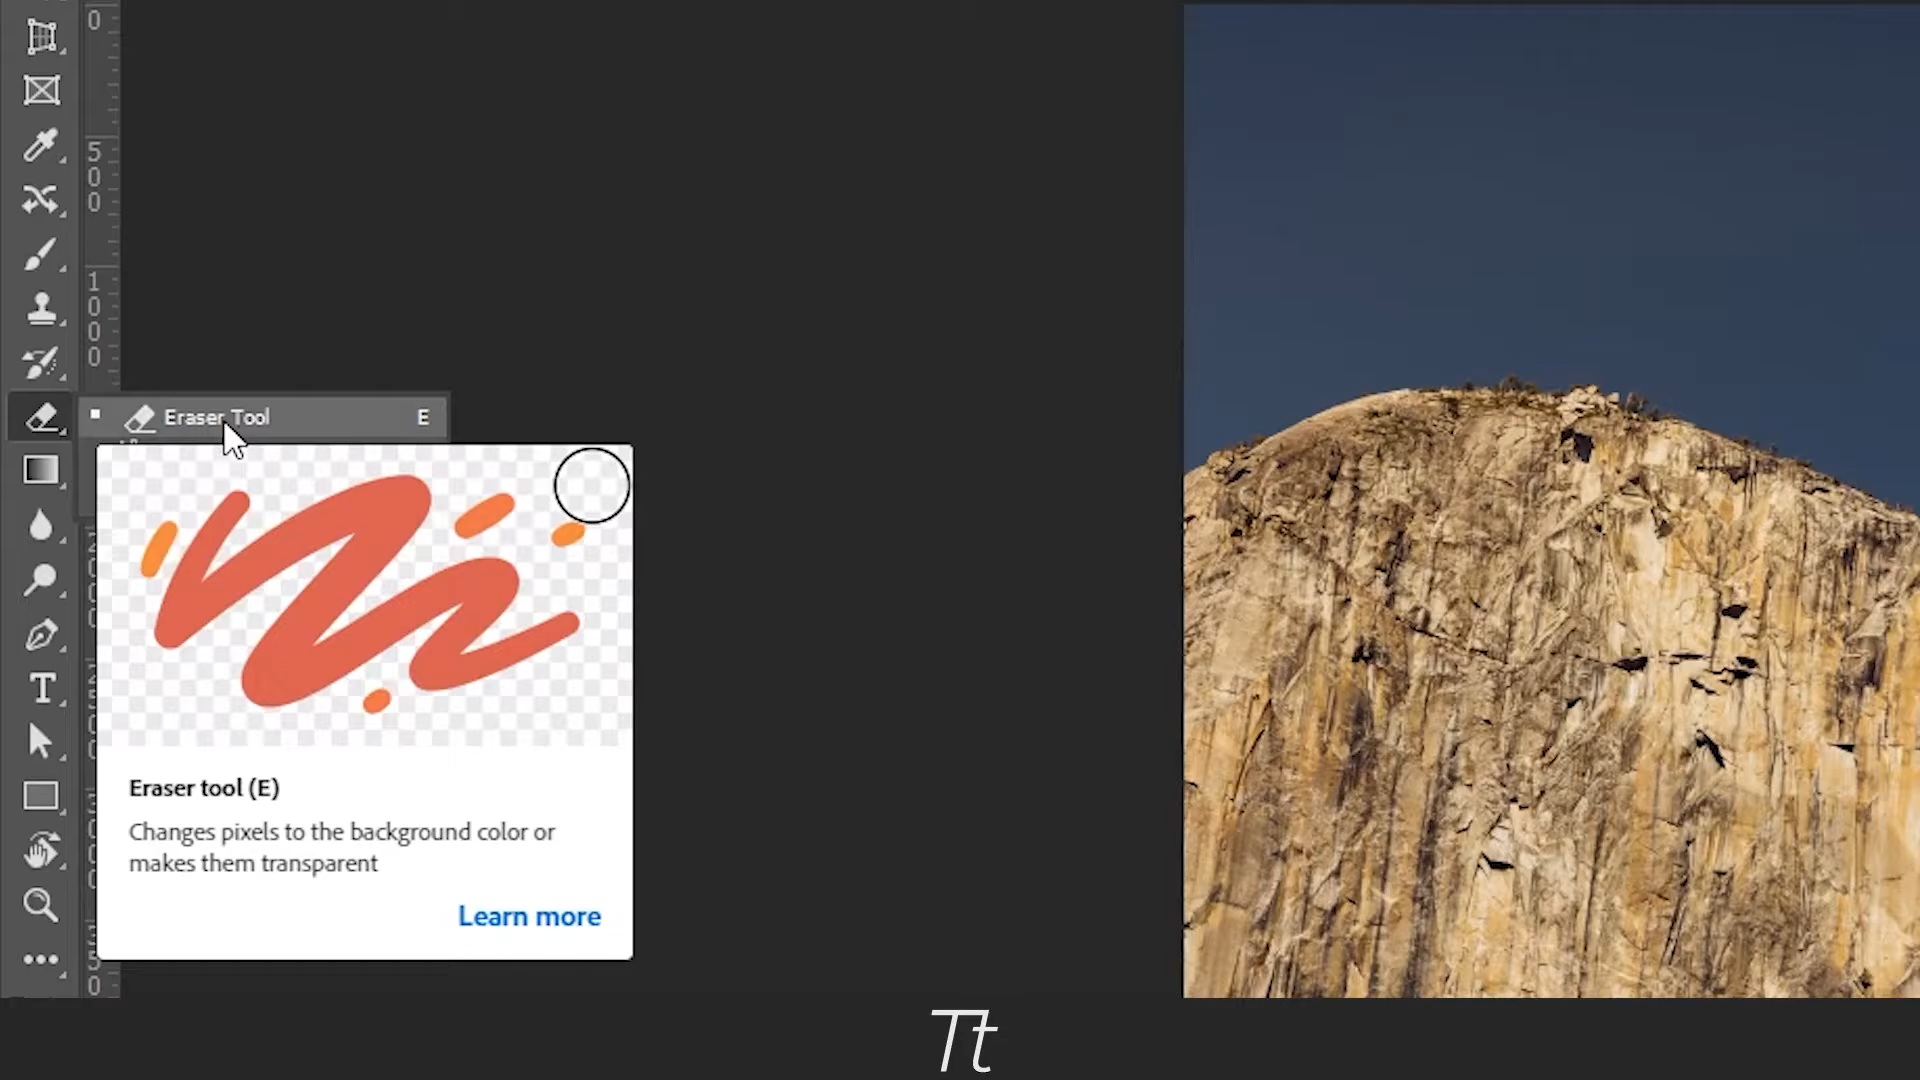 0
500
1000
Eraser Tool E
Eraser tool (E)
Changes pixels to the background color or
makes them transparent
Learn more
Tt